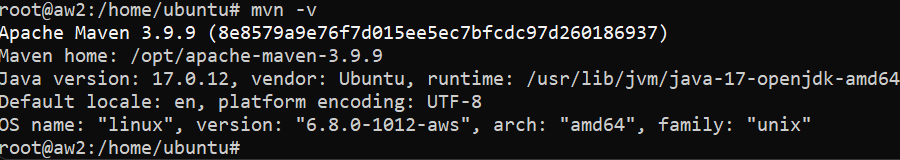 root@aw2:/home/ubuntu# mvn -v
Apache Maven 3.9.9 (8e8579a9e76f7d015ee5ec7bfcdc97d260186937)
Maven home: /opt/apache-maven-3.9.9
Java version: 17.0.12, vendor: Ubuntu, runtime: /usr/lib/jvm/java-17-openjdk-amd64
Default locale: en, platform encoding: UTF-8
OS name: "linux", version: "6.8.0-1012-aws", arch: "amd64", family: "unix"
root@aw2:/home/ubuntu#